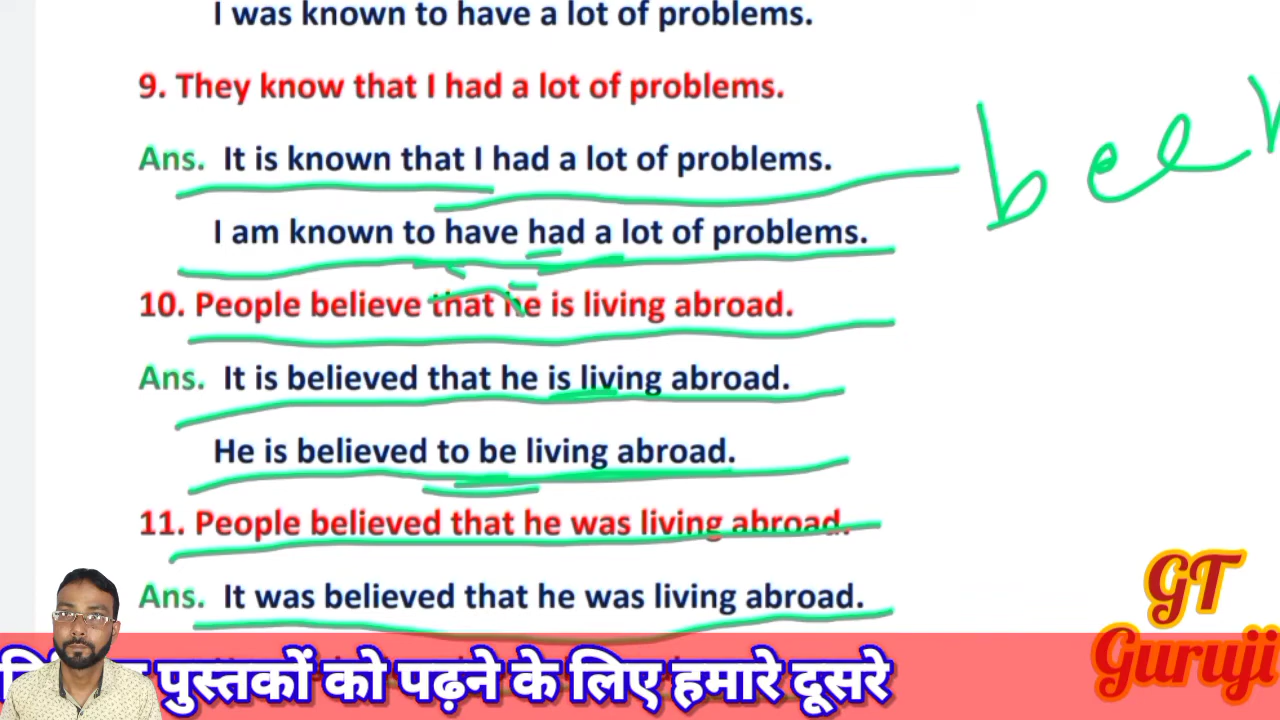 I was known to have a lot of problems.
9. They know that I had a lot of problems.
Ans. It is known that I had a lot of problems.
been
I am known to have had a lot of problems.
10. People believe that he is living abroad.
Ans. It is believed that he is living abroad.
He is believed to be living abroad.
11. People believed that he was living abroad.
Ans. It was believed that he was living abroad.
GT
Guruji
पुस्तकों को पढ़ने के लिए हमारे दूसरे